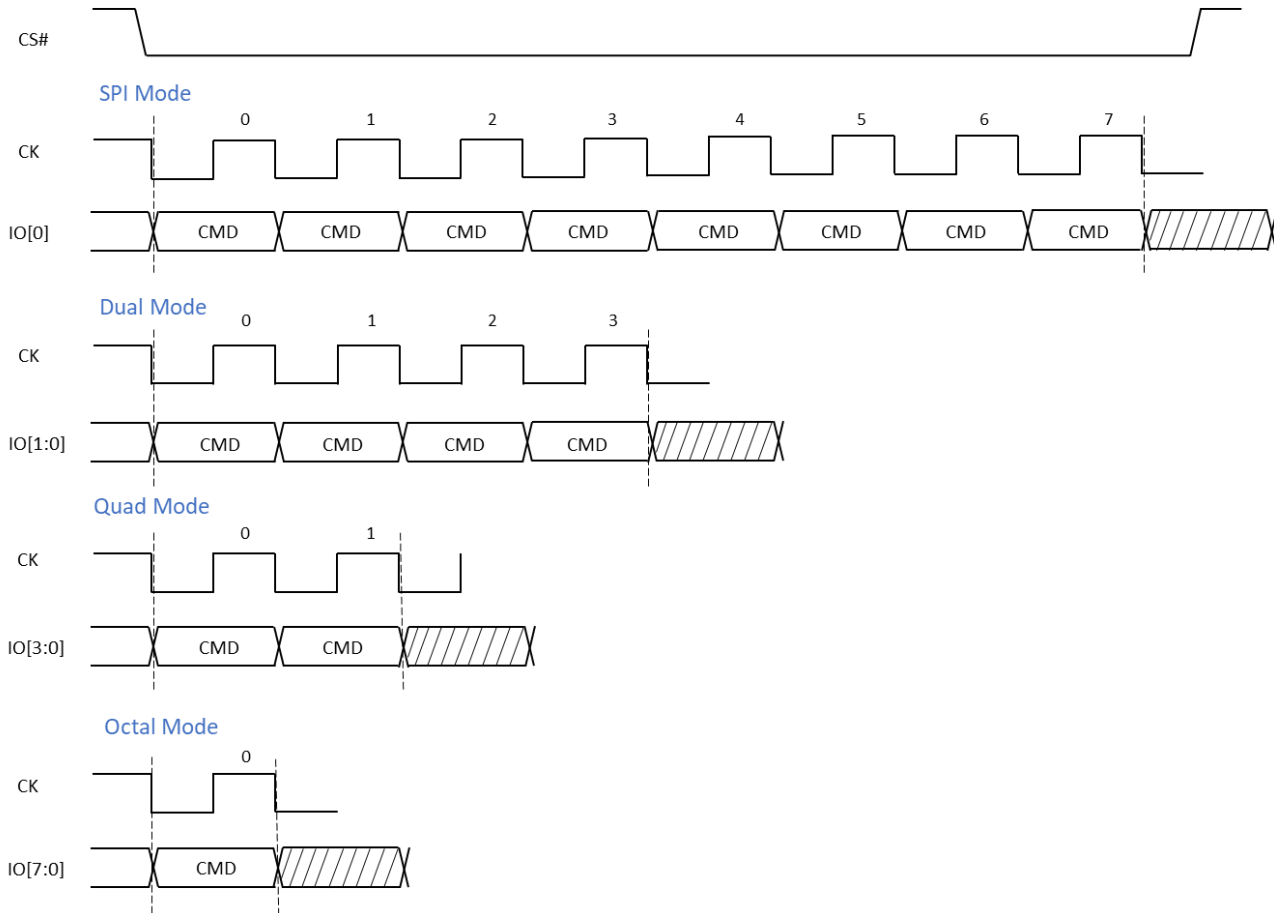 CS#
SPI Mode
0 1 2 3 4 5 6 7
CK
IO[0] CMD CMD CMD CMD CMD CMD CMD CMD
Dual Mode
0 1 2 3
CK
IO[1:0] CMD CMD CMD CMD
Quad Mode
0 1
CK
IO[3:0] CMD CMD
Octal Mode
0
CK
IO[7:0] CMD